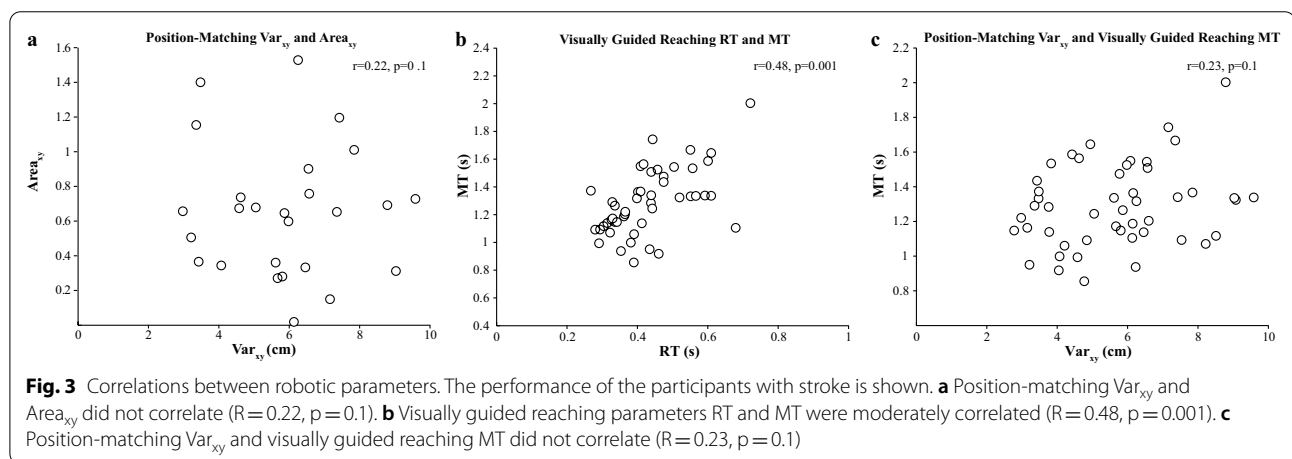 a
Position-Matching Varxy and Areaxy
r=0.22, p=0 .1
1.6
1.4
1.2
1
0.8
0.6
0.4
0.2
Areaxy
0
2
4
6
8
10
Varxy (cm)
b
Visually Guided Reaching RT and MT
r=0.48, p=0.001
2.4
2.2
2
1.8
1.6
1.4
1.2
1
0.8
0.6
0.4
MT (s)
0
0.2
0.4
0.6
0.8
1
RT (s)
c
Position-Matching Varxy and Visually Guided Reaching MT
r=0.23, p=0.1
2.2
2
1.8
1.6
1.4
1.2
1
0.8
MT (s)
0
2
4
6
8
10
Varxy (cm)
Fig. 3 Correlations between robotic parameters. The performance of the participants with stroke is shown. a Position-matching Varxy and
Areaxy did not correlate (R = 0.22, p = 0.1). b Visually guided reaching parameters RT and MT were moderately correlated (R = 0.48, p = 0.001). c
Position-matching Varxy and visually guided reaching MT did not correlate (R = 0.23, p = 0.1)